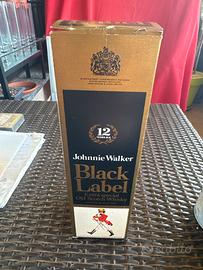 12
YEARS
Johnnie Walker
Black
Label
Extra special
Old Scotch Whisky